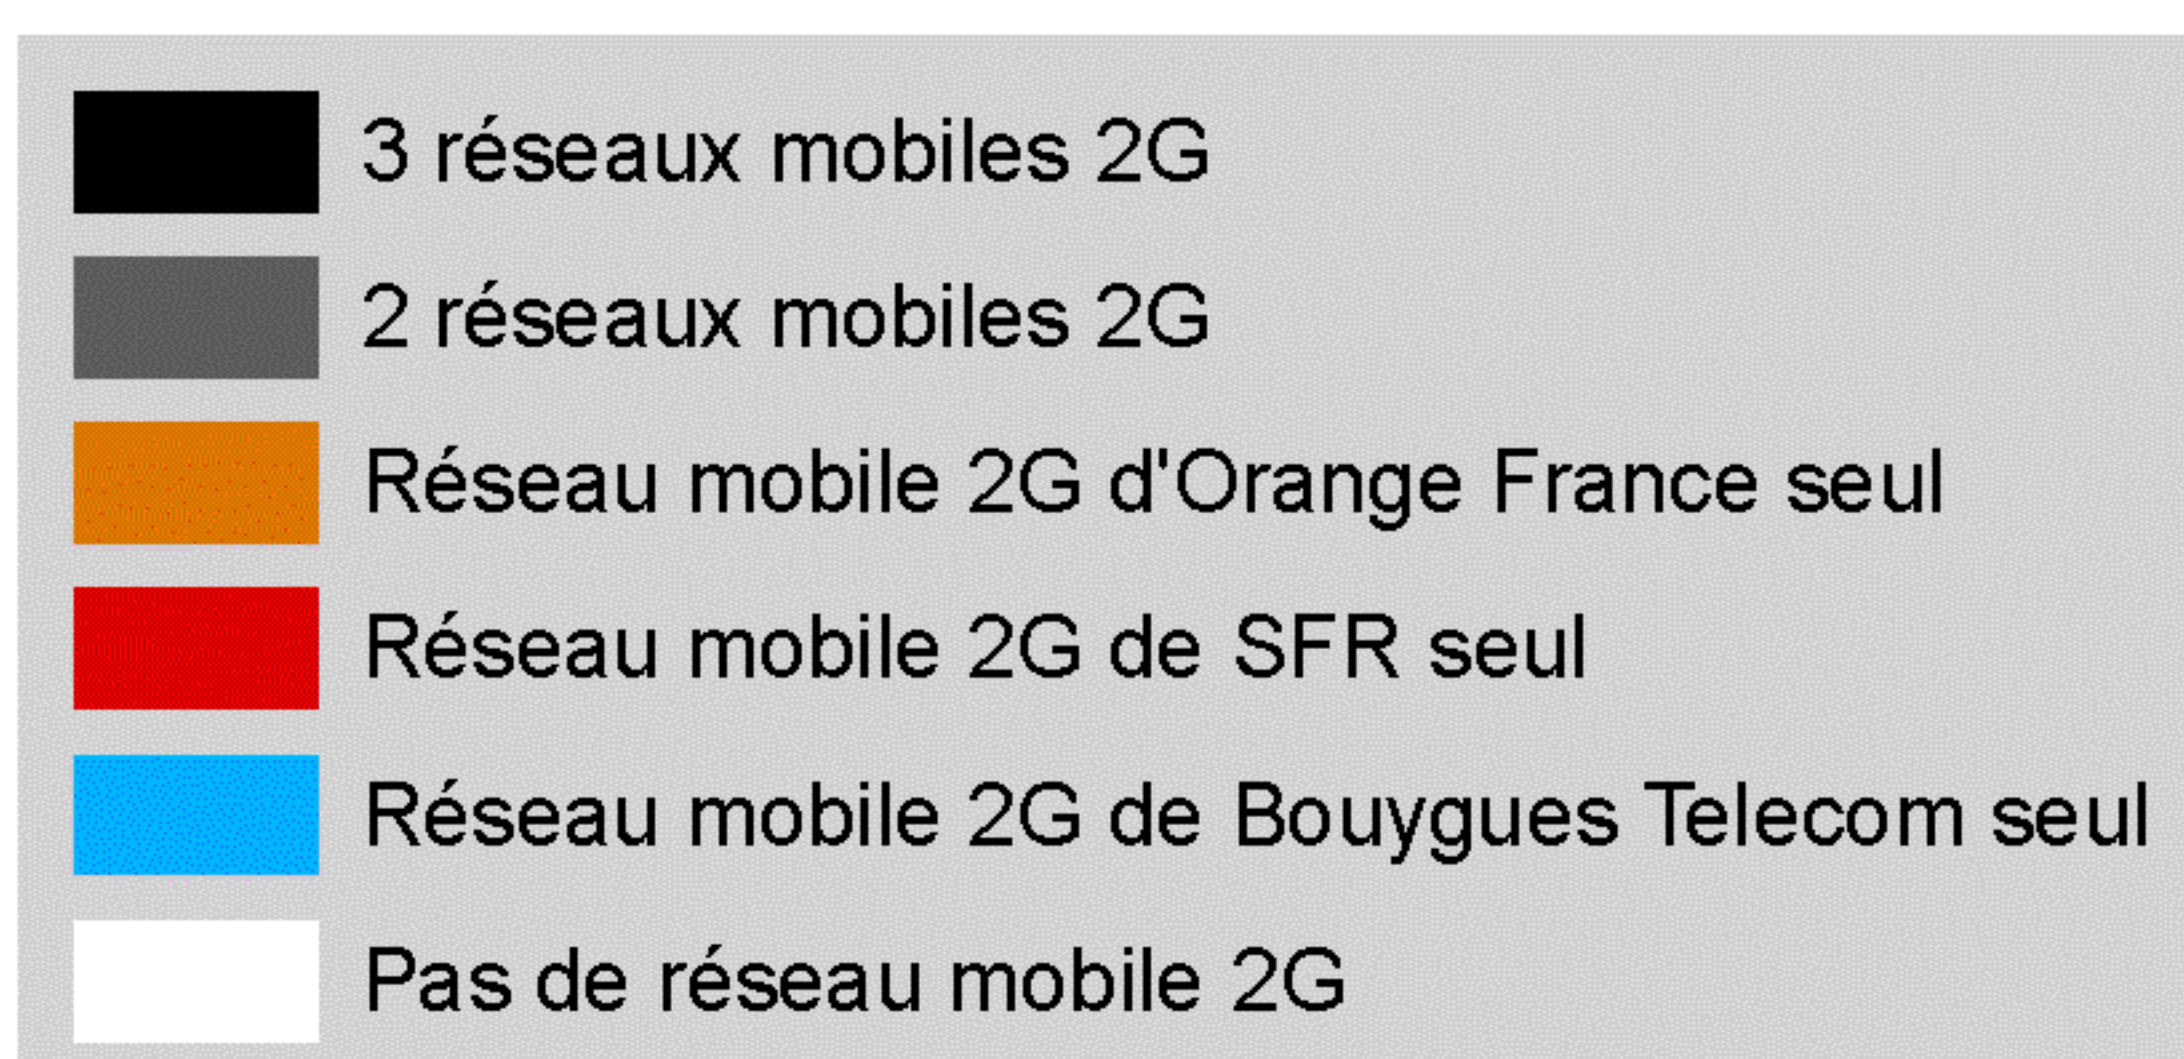 3 réseaux mobiles 2G
2 réseaux mobiles 2G
Réseau mobile 2G d'Orange France seul
Réseau mobile 2G de SFR seul
Réseau mobile 2G de Bouygues Telecom seul
Pas de réseau mobile 2G